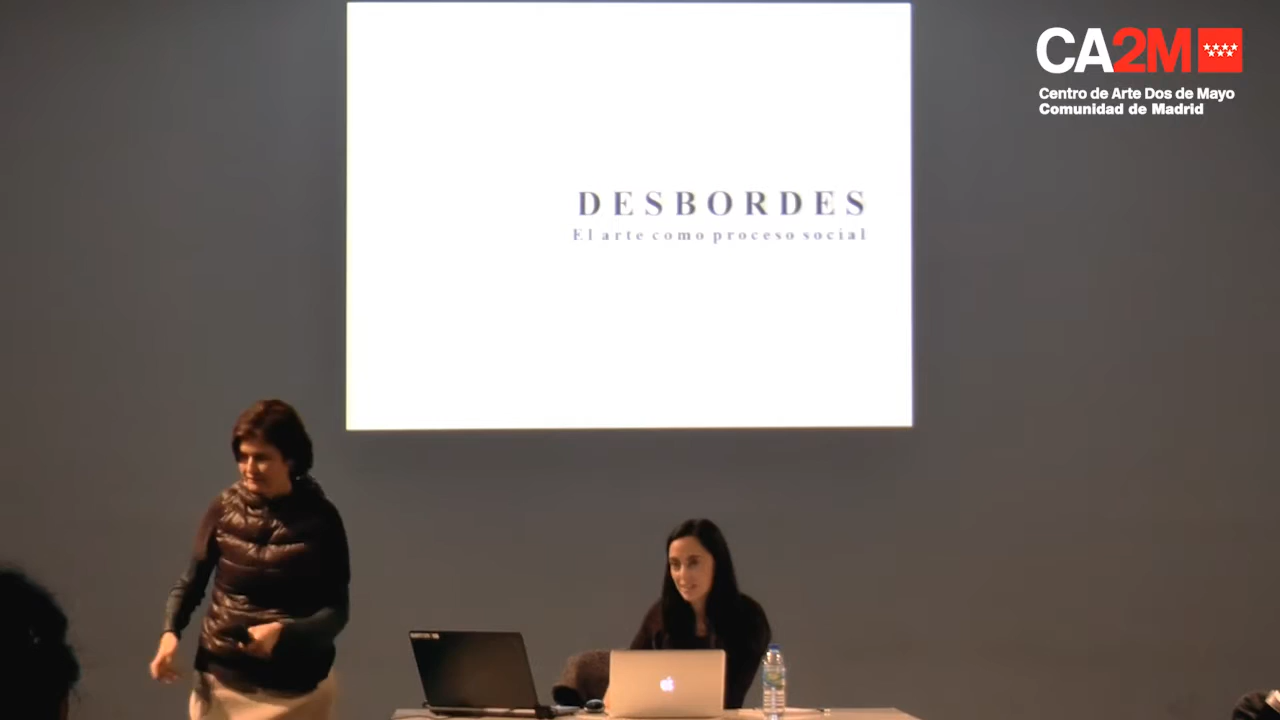 DESBORDES
El arte como proceso social
CA2M
Centro de Arte Dos de Mayo
Comunidad de Madrid